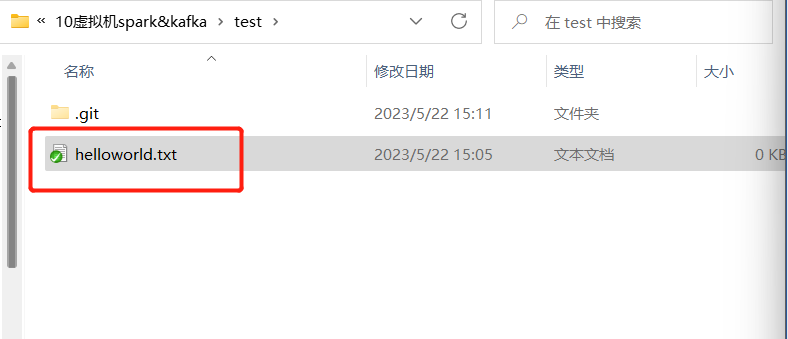 « 10虚拟机spark&kafka › test ›
在 test 中搜索
名称 修改日期 类型 大小
.git 2023/5/22 15:11 文件夹
helloworld.txt 2023/5/22 15:05 文本文档 0 KB